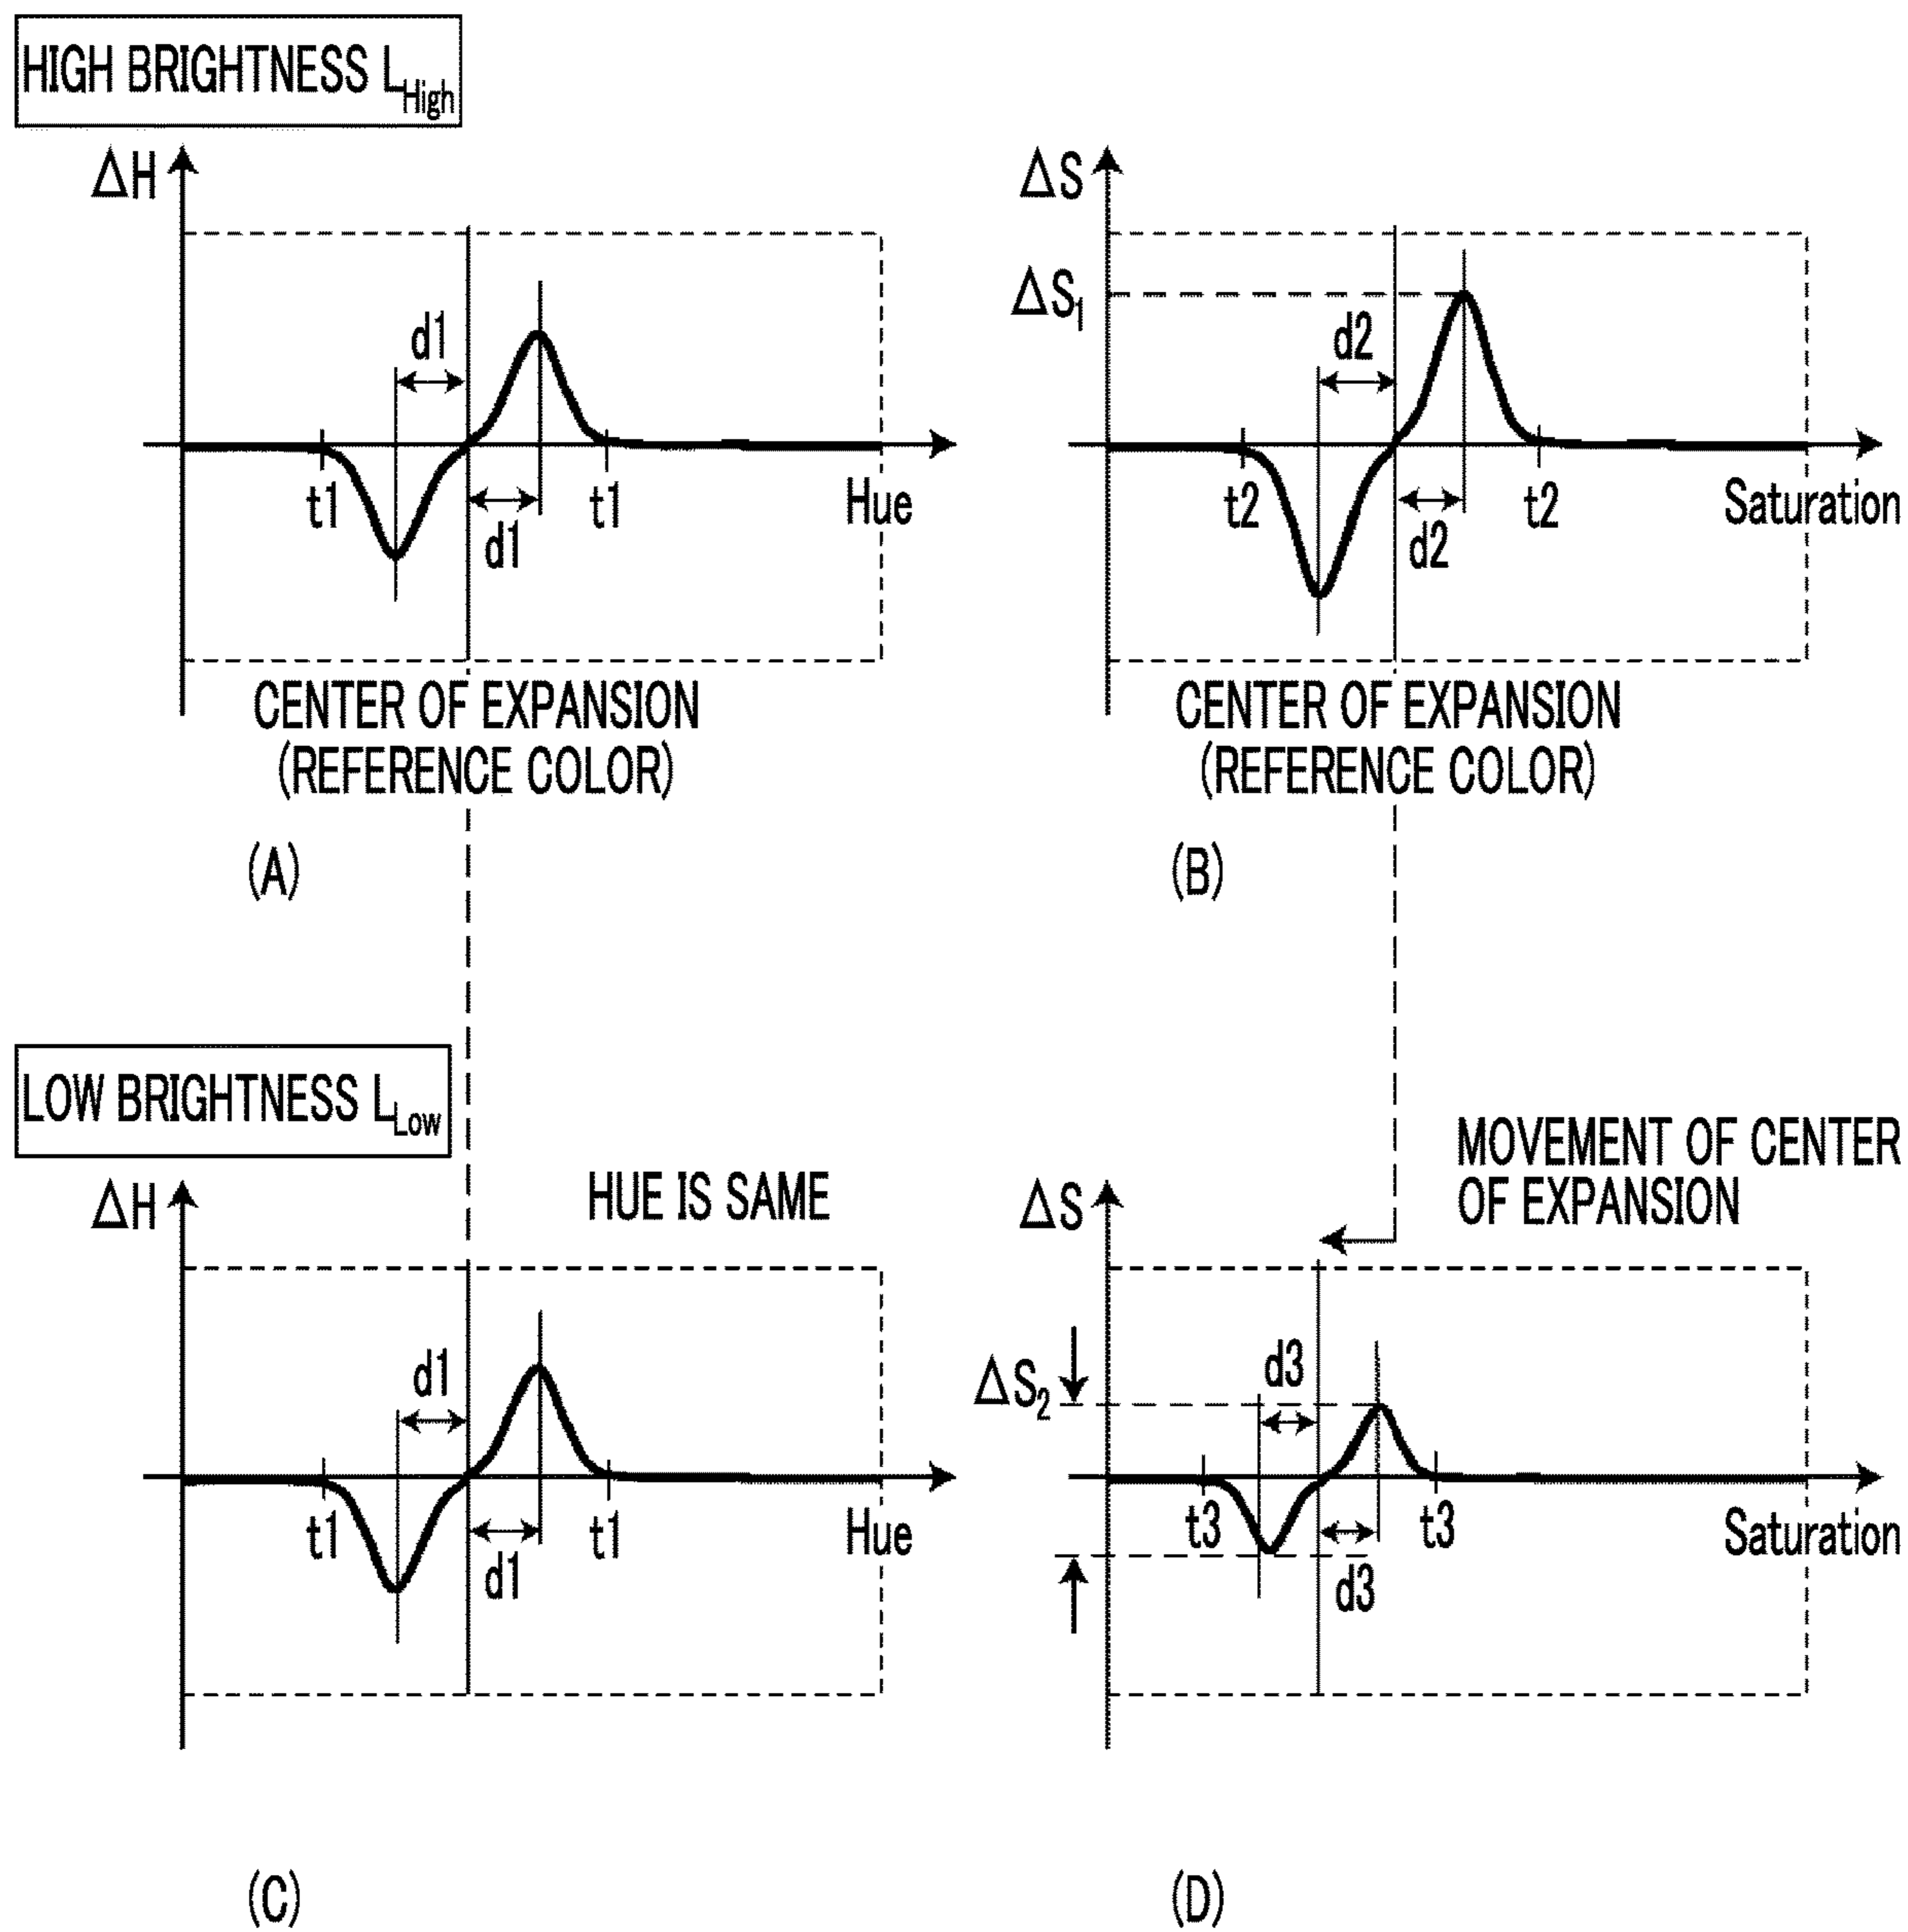 HIGH BRIGHTNESS L_High
ΔH
d1
t1
d1
t1
Hue
CENTER OF EXPANSION
(REFERENCE COLOR)
(A)
ΔS
ΔS1
d2
t2
d2
t2
Saturation
CENTER OF EXPANSION
(REFERENCE COLOR)
(B)
LOW BRIGHTNESS L_Low
HUE IS SAME
ΔH
d1
t1
d1
t1
Hue
(C)
MOVEMENT OF CENTER
OF EXPANSION
ΔS
ΔS2
d3
t3
d3
t3
Saturation
(D)